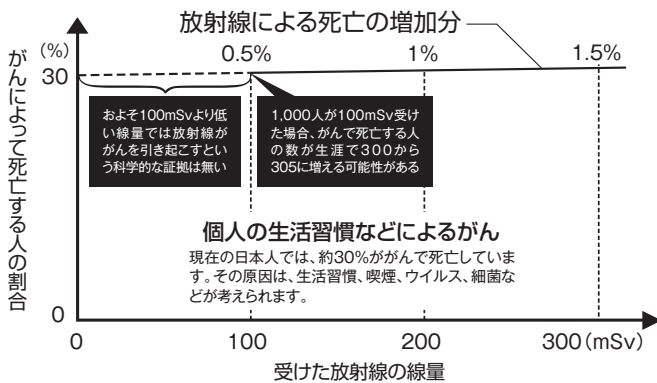 放射線による死亡の増加分
(%)
0.5%
1%
1.5%
30
がんによって死亡する人の割合
およそ100mSvより低
い線量では放射線が
がんを引き起こすとい
う科学的な証拠は無い
1,000人が100mSv受け
た場合、がんで死亡する人
の数が生涯で300から
305に増える可能性がある
個人の生活習慣などによるがん
現在の日本人では、約30%ががんで死亡していま
す。その原因は、生活習慣、喫煙、ウイルス、細菌な
どが考えられます。
0
0
100
200
300(mSv)
受けた放射線の線量